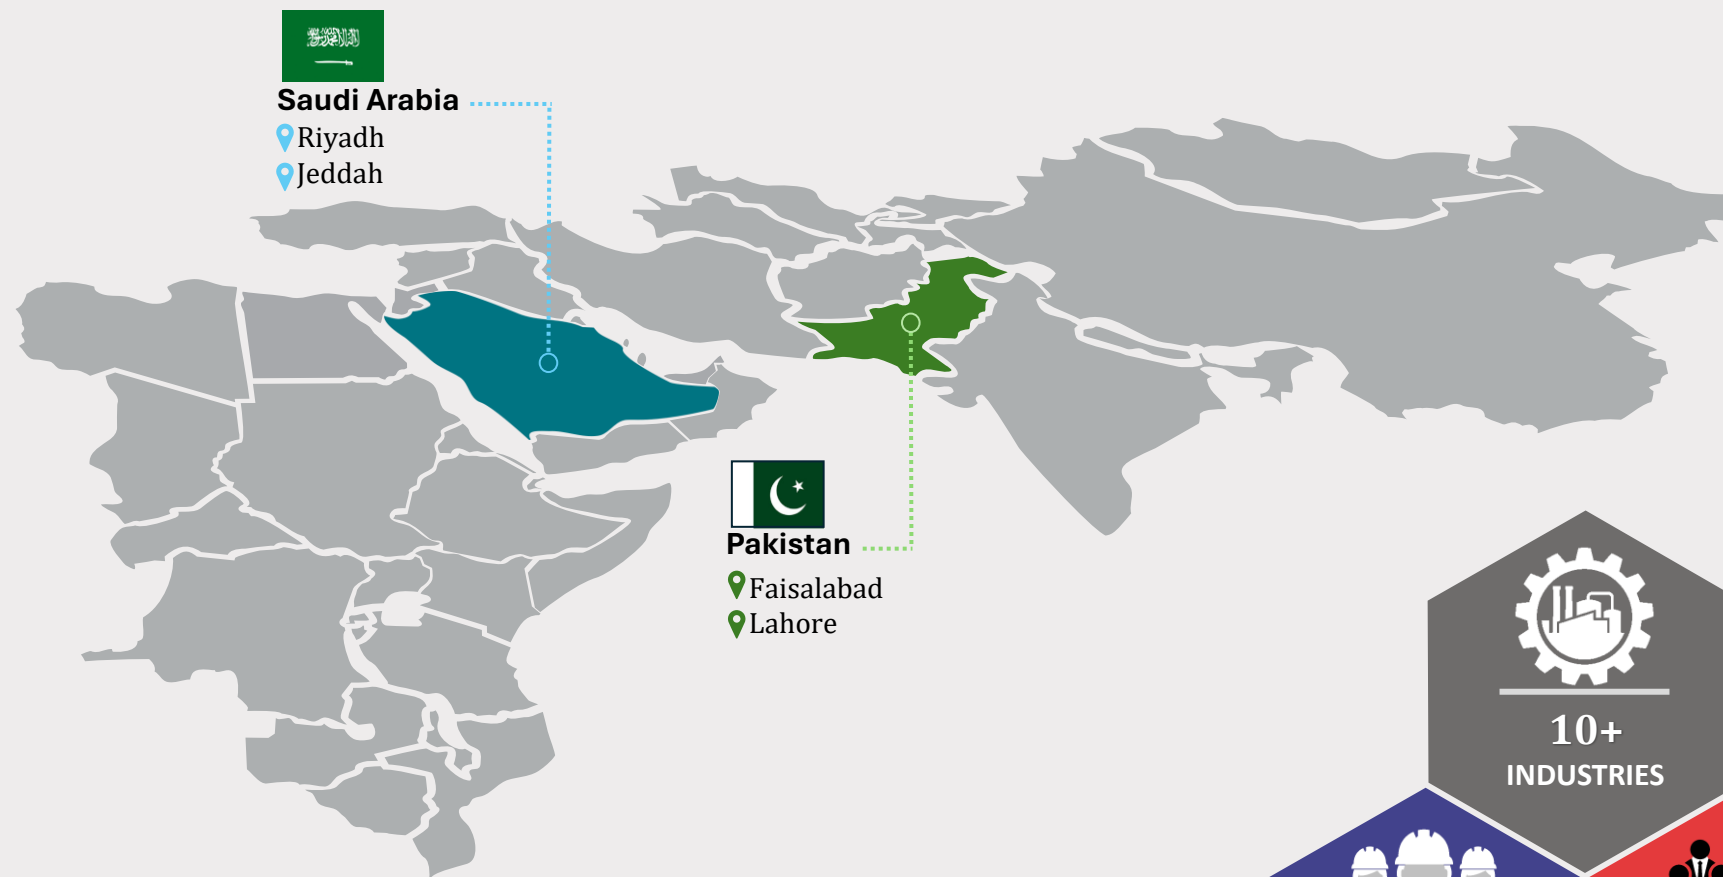 Saudi Arabia
Riyadh
Jeddah
Pakistan
Faisalabad
Lahore
10+
INDUSTRIES